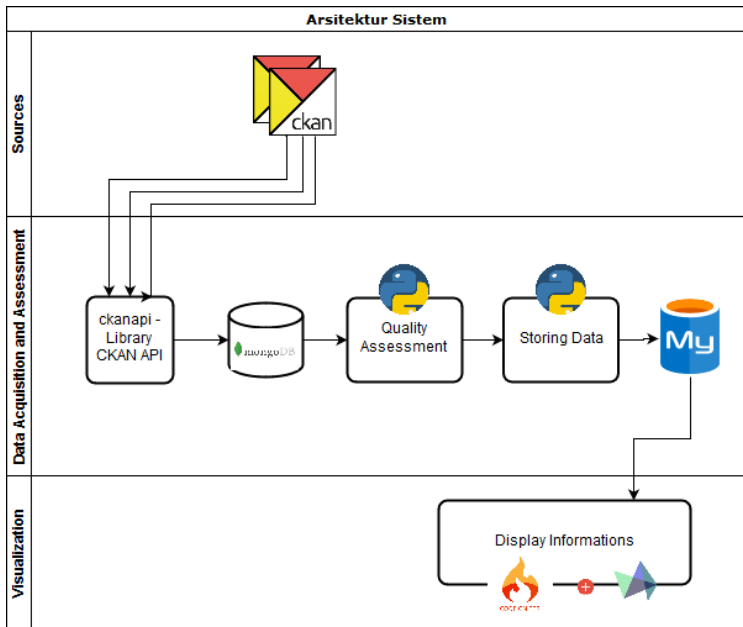 Arsitektur Sistem
Sources
ckan
Data Acquisition and Assessment
ckanapi -
Library
CKAN API
mongoDB
Quality
Assessment
Storing Data
My
Visualization
Display Informations
+